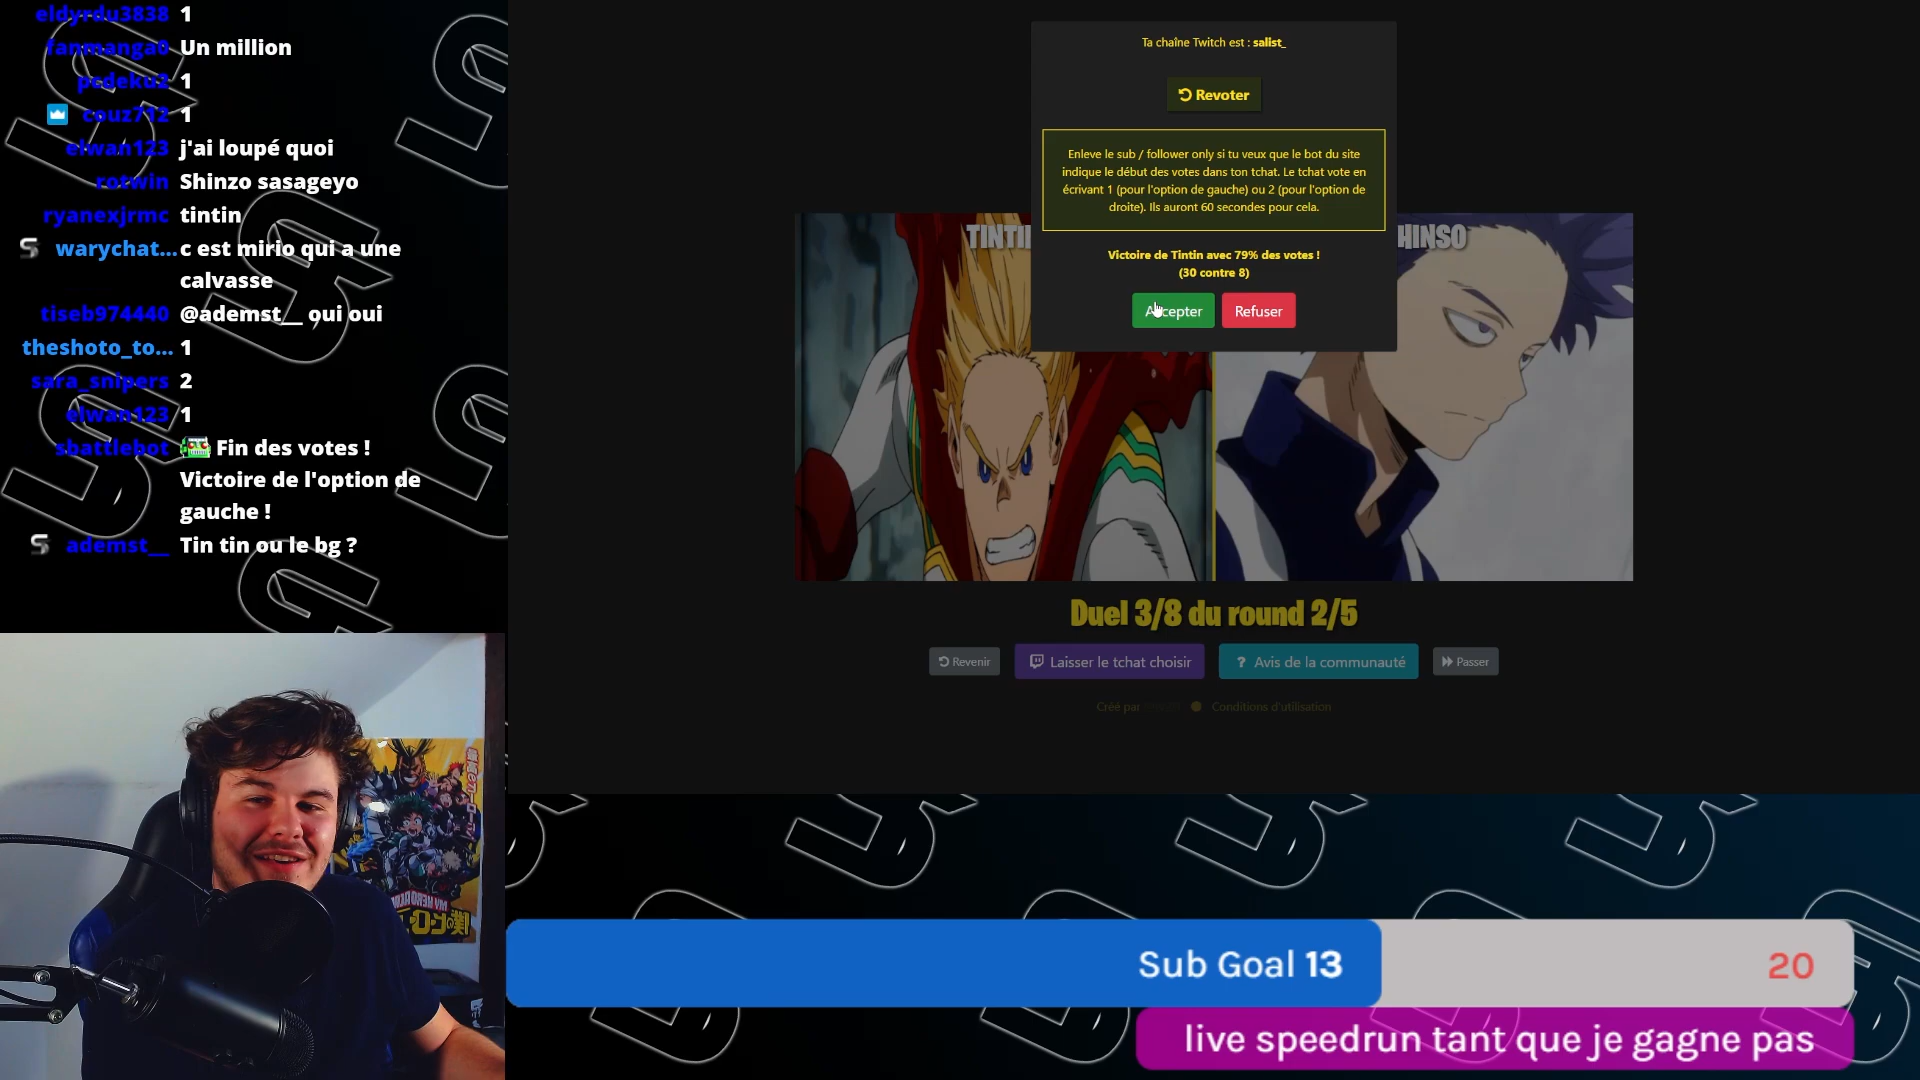 eldyrdu3838 1
fanmanga0 Un million
pcdeku2 1
couz712 1
elwan123 j'ai loupé quoi
rotwin Shinzo sasageyo
ryanexjrmc tintin
warychat... c est mirio qui a une
calvasse
tiseb974440 @ademst__ oui oui
theshoto_to... 1
sara_snipers 2
elwan123 1
sbattlebot Fin des votes !
Victoire de l'option de
gauche !
ademst__ Tin tin ou le bg ?
Ta chaîne Twitch est : salist_
Revoter
Enleve le sub / follower only si tu veux que le bot du site
indique le début des votes dans ton tchat. Le tchat vote en
écrivant 1 (pour l'option de gauche) ou 2 (pour l'option de
droite). Ils auront 60 secondes pour cela.
Victoire de Tintin avec 79% des votes !
(30 contre 8)
Accepter Refuser
TINTI HINSO
Duel 3/8 du round 2/5
Revenir Laisser le tchat choisir ? Avis de la communauté Passer
Créé par Conditions d'utilisation
MY HERO ACA
Sub Goal 13 20
live speedrun tant que je gagne pas